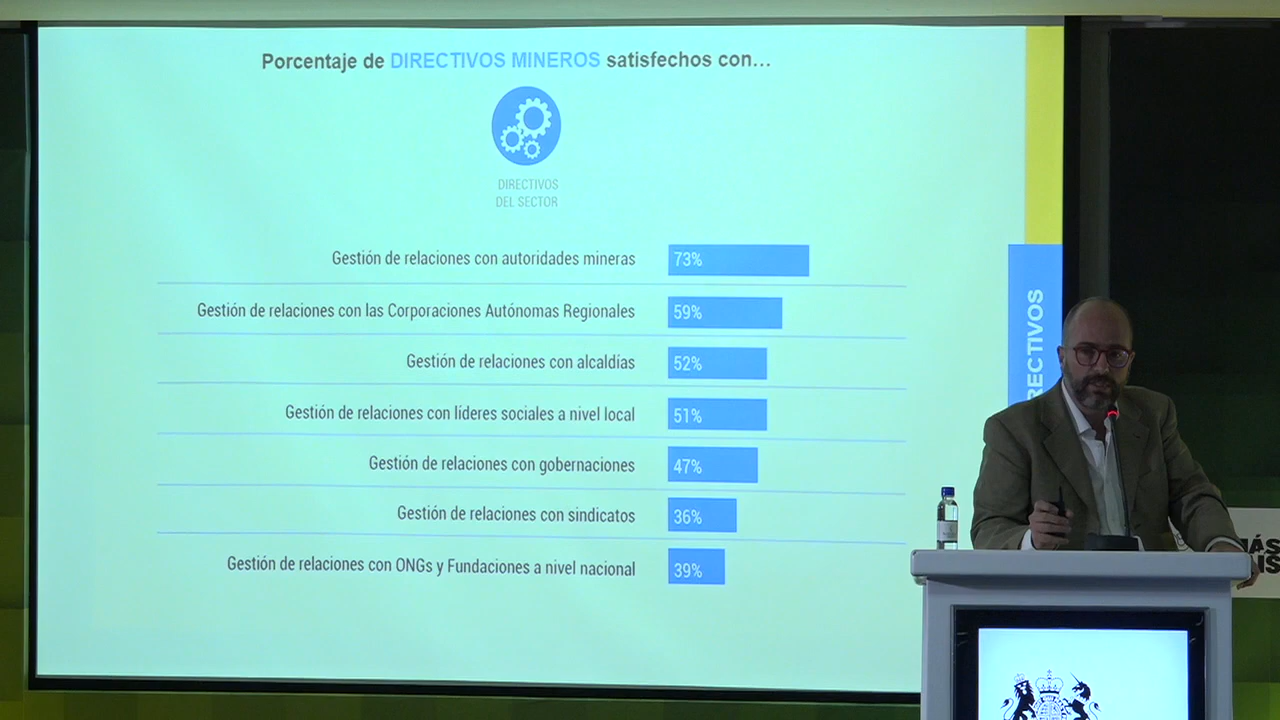 Porcentaje de DIRECTIVOS MINEROS satisfechos con...
DIRECTIVOS
DEL SECTOR
Gestión de relaciones con autoridades mineras 73%
Gestión de relaciones con las Corporaciones Autónomas Regionales 59%
Gestión de relaciones con alcaldías 52%
Gestión de relaciones con líderes sociales a nivel local 51%
Gestión de relaciones con gobernaciones 47%
Gestión de relaciones con sindicatos 36%
Gestión de relaciones con ONGs y Fundaciones a nivel nacional 39%
RECTIVOS